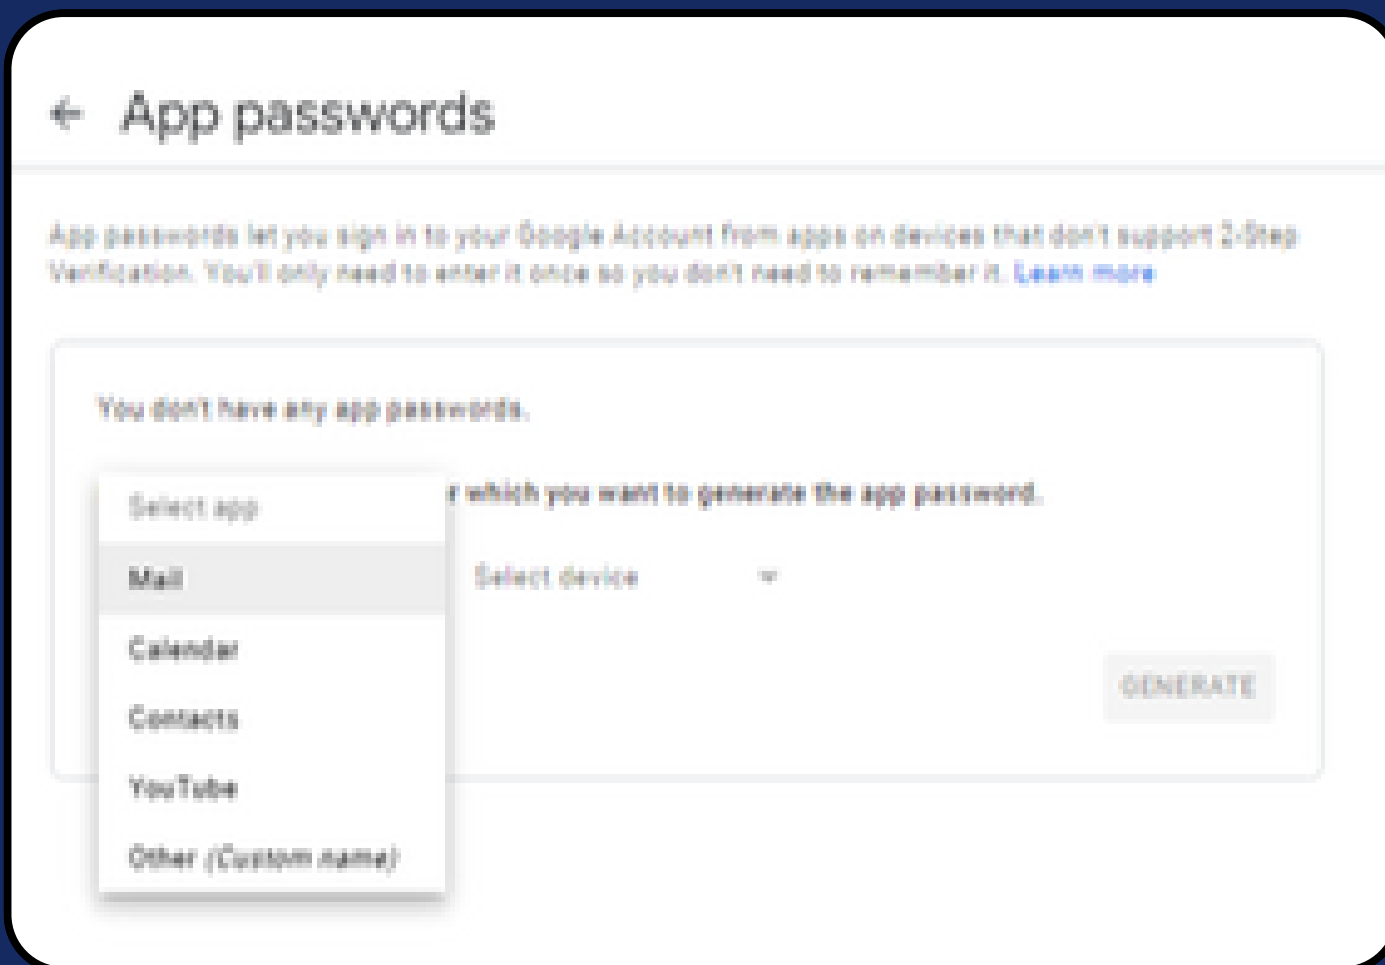 App passwords
App passwords let you sign in to your Google Account from apps on devices that don't support 2-Step
Verification. You'll only need to enter it once so you don't need to remember it. Learn more
You don't have any app passwords.
which you want to generate the app password.
Select app
Mail
Select device
Calendar
Contacts
GENERATE
YouTube
Other (Custom name)